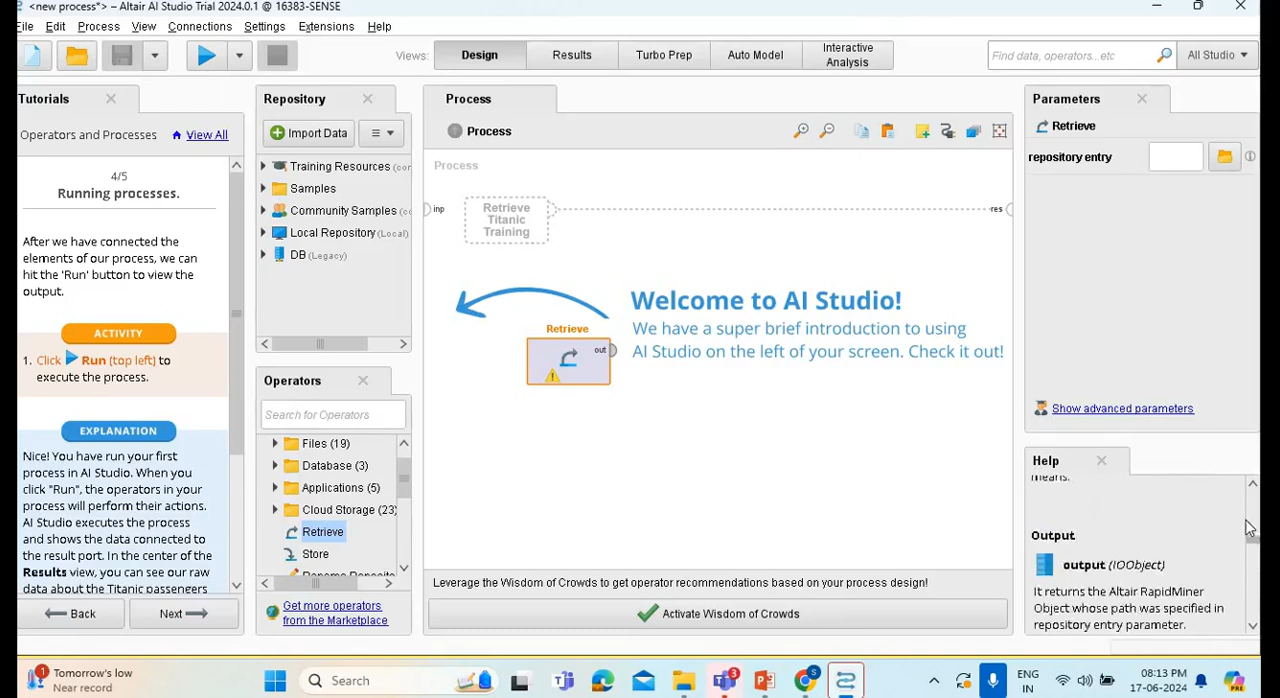 <new process*> – Altair AI Studio Trial 2024.0.1 @ 16383-SENSE
File Edit Process View Connections Settings Extensions Help
Views: Design Results Turbo Prep Auto Model Interactive Analysis
Find data, operators...etc
All Studio
Tutorials
Operators and Processes View All
4/5
Running processes.
After we have connected the
elements of our process, we can
hit the 'Run' button to view the
output.
ACTIVITY
1. Click Run (top left) to
execute the process.
EXPLANATION
Nice! You have run your first
process in AI Studio. When you
click "Run", the operators in your
process will perform their actions.
AI Studio executes the process
and shows the data connected to
the result port. In the center of the
Results view, you can see our raw
data about the Titanic passengers
Back Next
Repository
Import Data
Training Resources (con
Samples
Community Samples (c
Local Repository (Local)
DB (Legacy)
Operators
Search for Operators
Files (19)
Database (3)
Applications (5)
Cloud Storage (23)
Retrieve
Store
Get more operators
from the Marketplace
Process
Process
Process
inp
Retrieve
Titanic
Training
res
Welcome to AI Studio!
We have a super brief introduction to using
AI Studio on the left of your screen. Check it out!
Retrieve
out
Leverage the Wisdom of Crowds to get operator recommendations based on your process design!
Activate Wisdom of Crowds
Parameters
Retrieve
repository entry
Show advanced parameters
Help
means.
Output
output (IOObject)
It returns the Altair RapidMiner
Object whose path was specified in
repository entry parameter.
Tomorrow's low
Near record
Search
3
ENG
IN
08:13 PM
17-06-2024
PRE